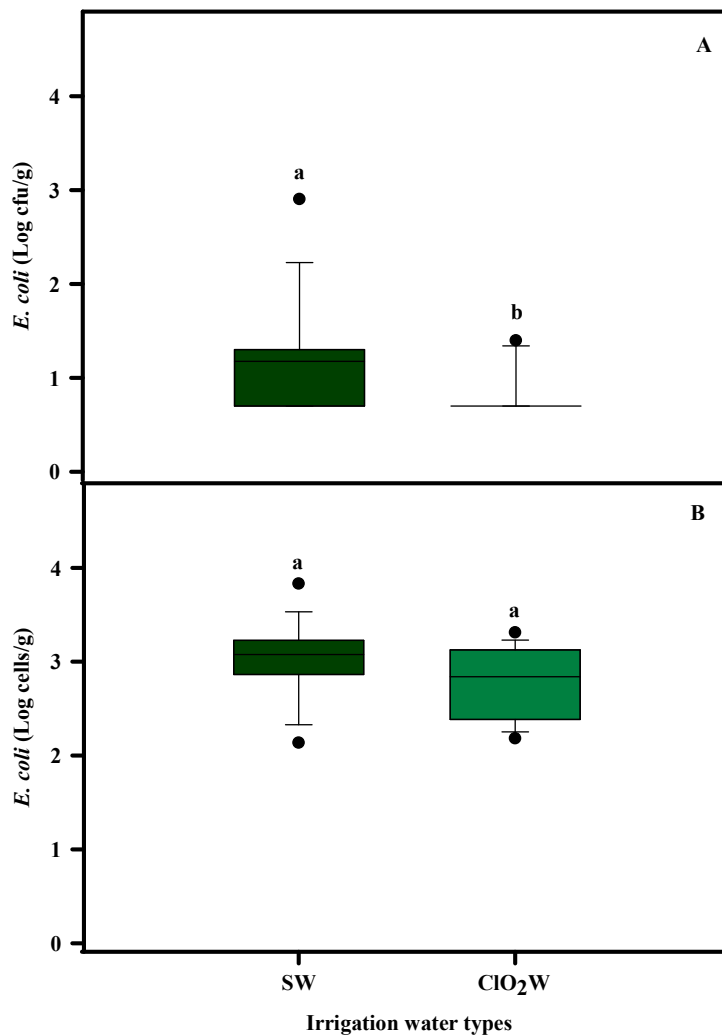 A
4
3
2
1
0
E. coli (Log cfu/g)
a
b
B
4
3
2
1
0
E. coli (Log cells/g)
a
a
SW
ClO2W
Irrigation water types